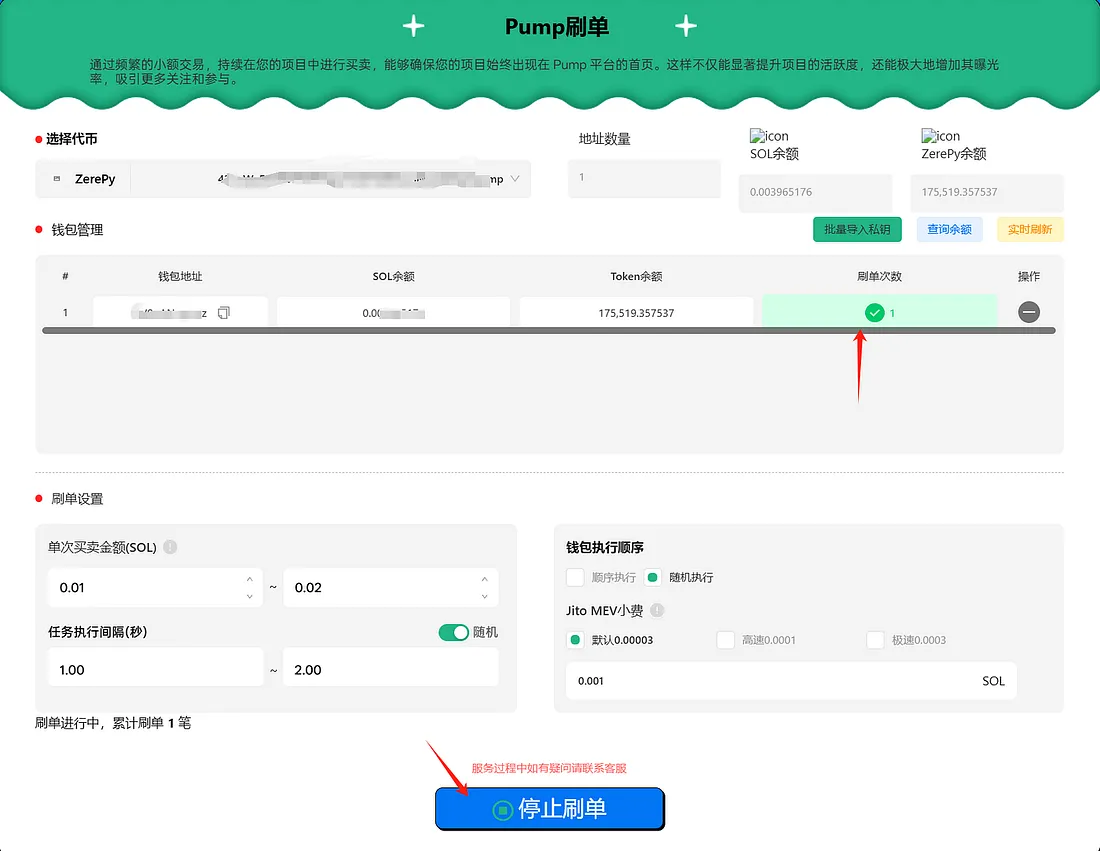 Pump刷单
通过频繁的小额交易，持续在您的项目中进行买卖，能够确保您的项目始终出现在 Pump 平台的首页。这样不仅能显著提升项目的活跃度，还能极大地增加其曝光
率，吸引更多关注和参与。
选择代币
地址数量
icon
SOL余额
icon
ZerePy余额
ZerePy
mp
1
0.003965176
175,519.357537
钱包管理
批量导入私钥
查询余额
实时刷新
# 钱包地址 SOL余额 Token余额 刷单次数 操作
1 z 0.00 175,519.357537 1
刷单设置
单次买卖金额(SOL)
0.01 ~ 0.02
任务执行间隔(秒) 随机
1.00 ~ 2.00
钱包执行顺序
顺序执行 随机执行
Jito MEV小费
默认0.00003 高速0.0001 极速0.0003
0.001 SOL
刷单进行中，累计刷单 1 笔
服务过程中如有疑问请联系客服
停止刷单